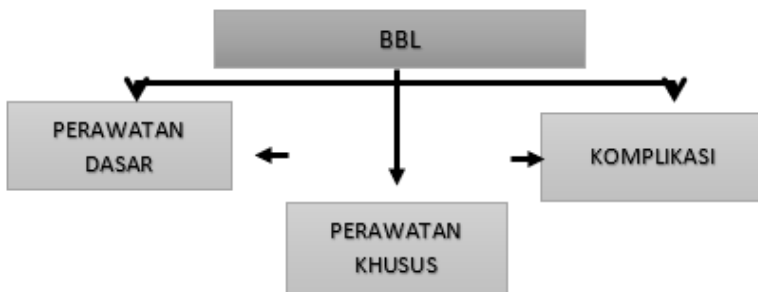 BBL
PERAWATAN
DASAR
KOMPLIKASI
PERAWATAN
KHUSUS